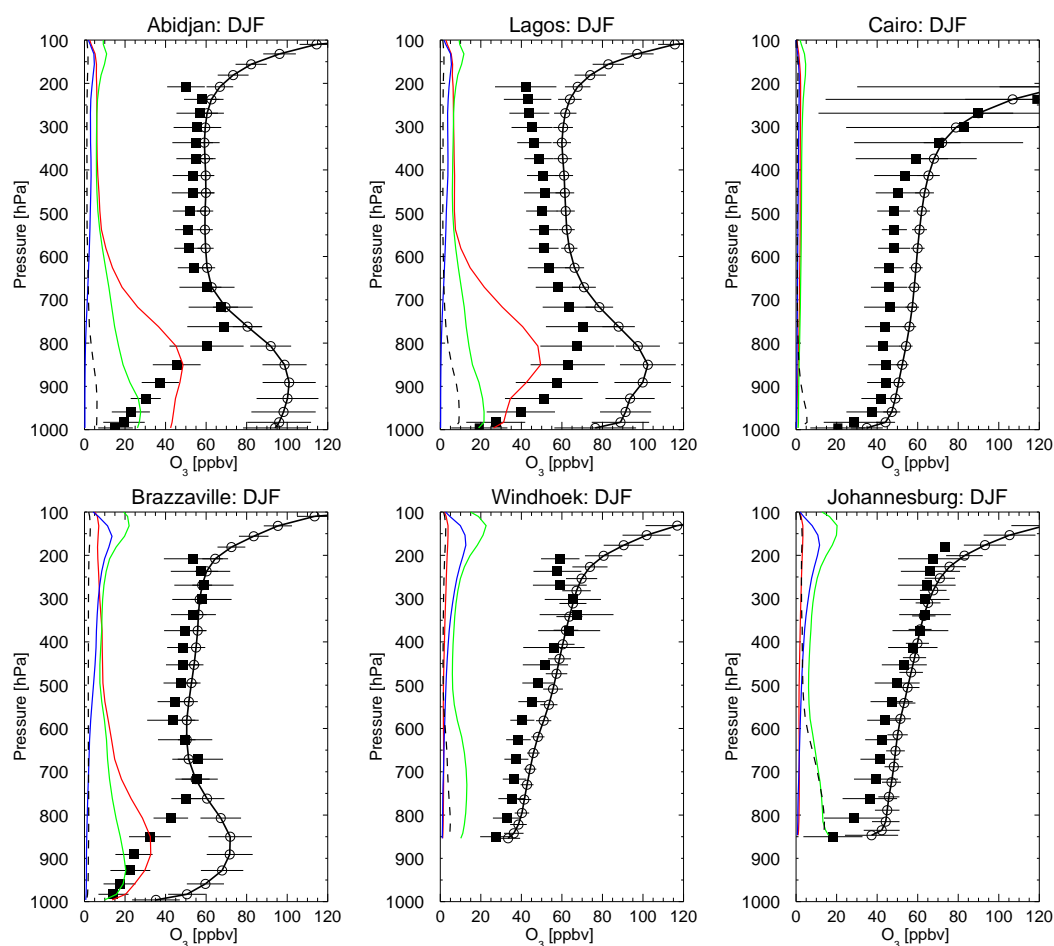 Abidjan: DJF
Lagos: DJF
Cairo: DJF
100
200
300
400
500
600
700
800
900
1000
Pressure [hPa]
0 20 40 60 80 100 120
O3 [ppbv]
100
200
300
400
500
600
700
800
900
1000
Pressure [hPa]
0 20 40 60 80 100 120
O3 [ppbv]
100
200
300
400
500
600
700
800
900
1000
Pressure [hPa]
0 20 40 60 80 100 120
O3 [ppbv]
Brazzaville: DJF
Windhoek: DJF
Johannesburg: DJF
100
200
300
400
500
600
700
800
900
1000
Pressure [hPa]
0 20 40 60 80 100 120
O3 [ppbv]
100
200
300
400
500
600
700
800
900
1000
Pressure [hPa]
0 20 40 60 80 100 120
O3 [ppbv]
100
200
300
400
500
600
700
800
900
1000
Pressure [hPa]
0 20 40 60 80 100 120
O3 [ppbv]